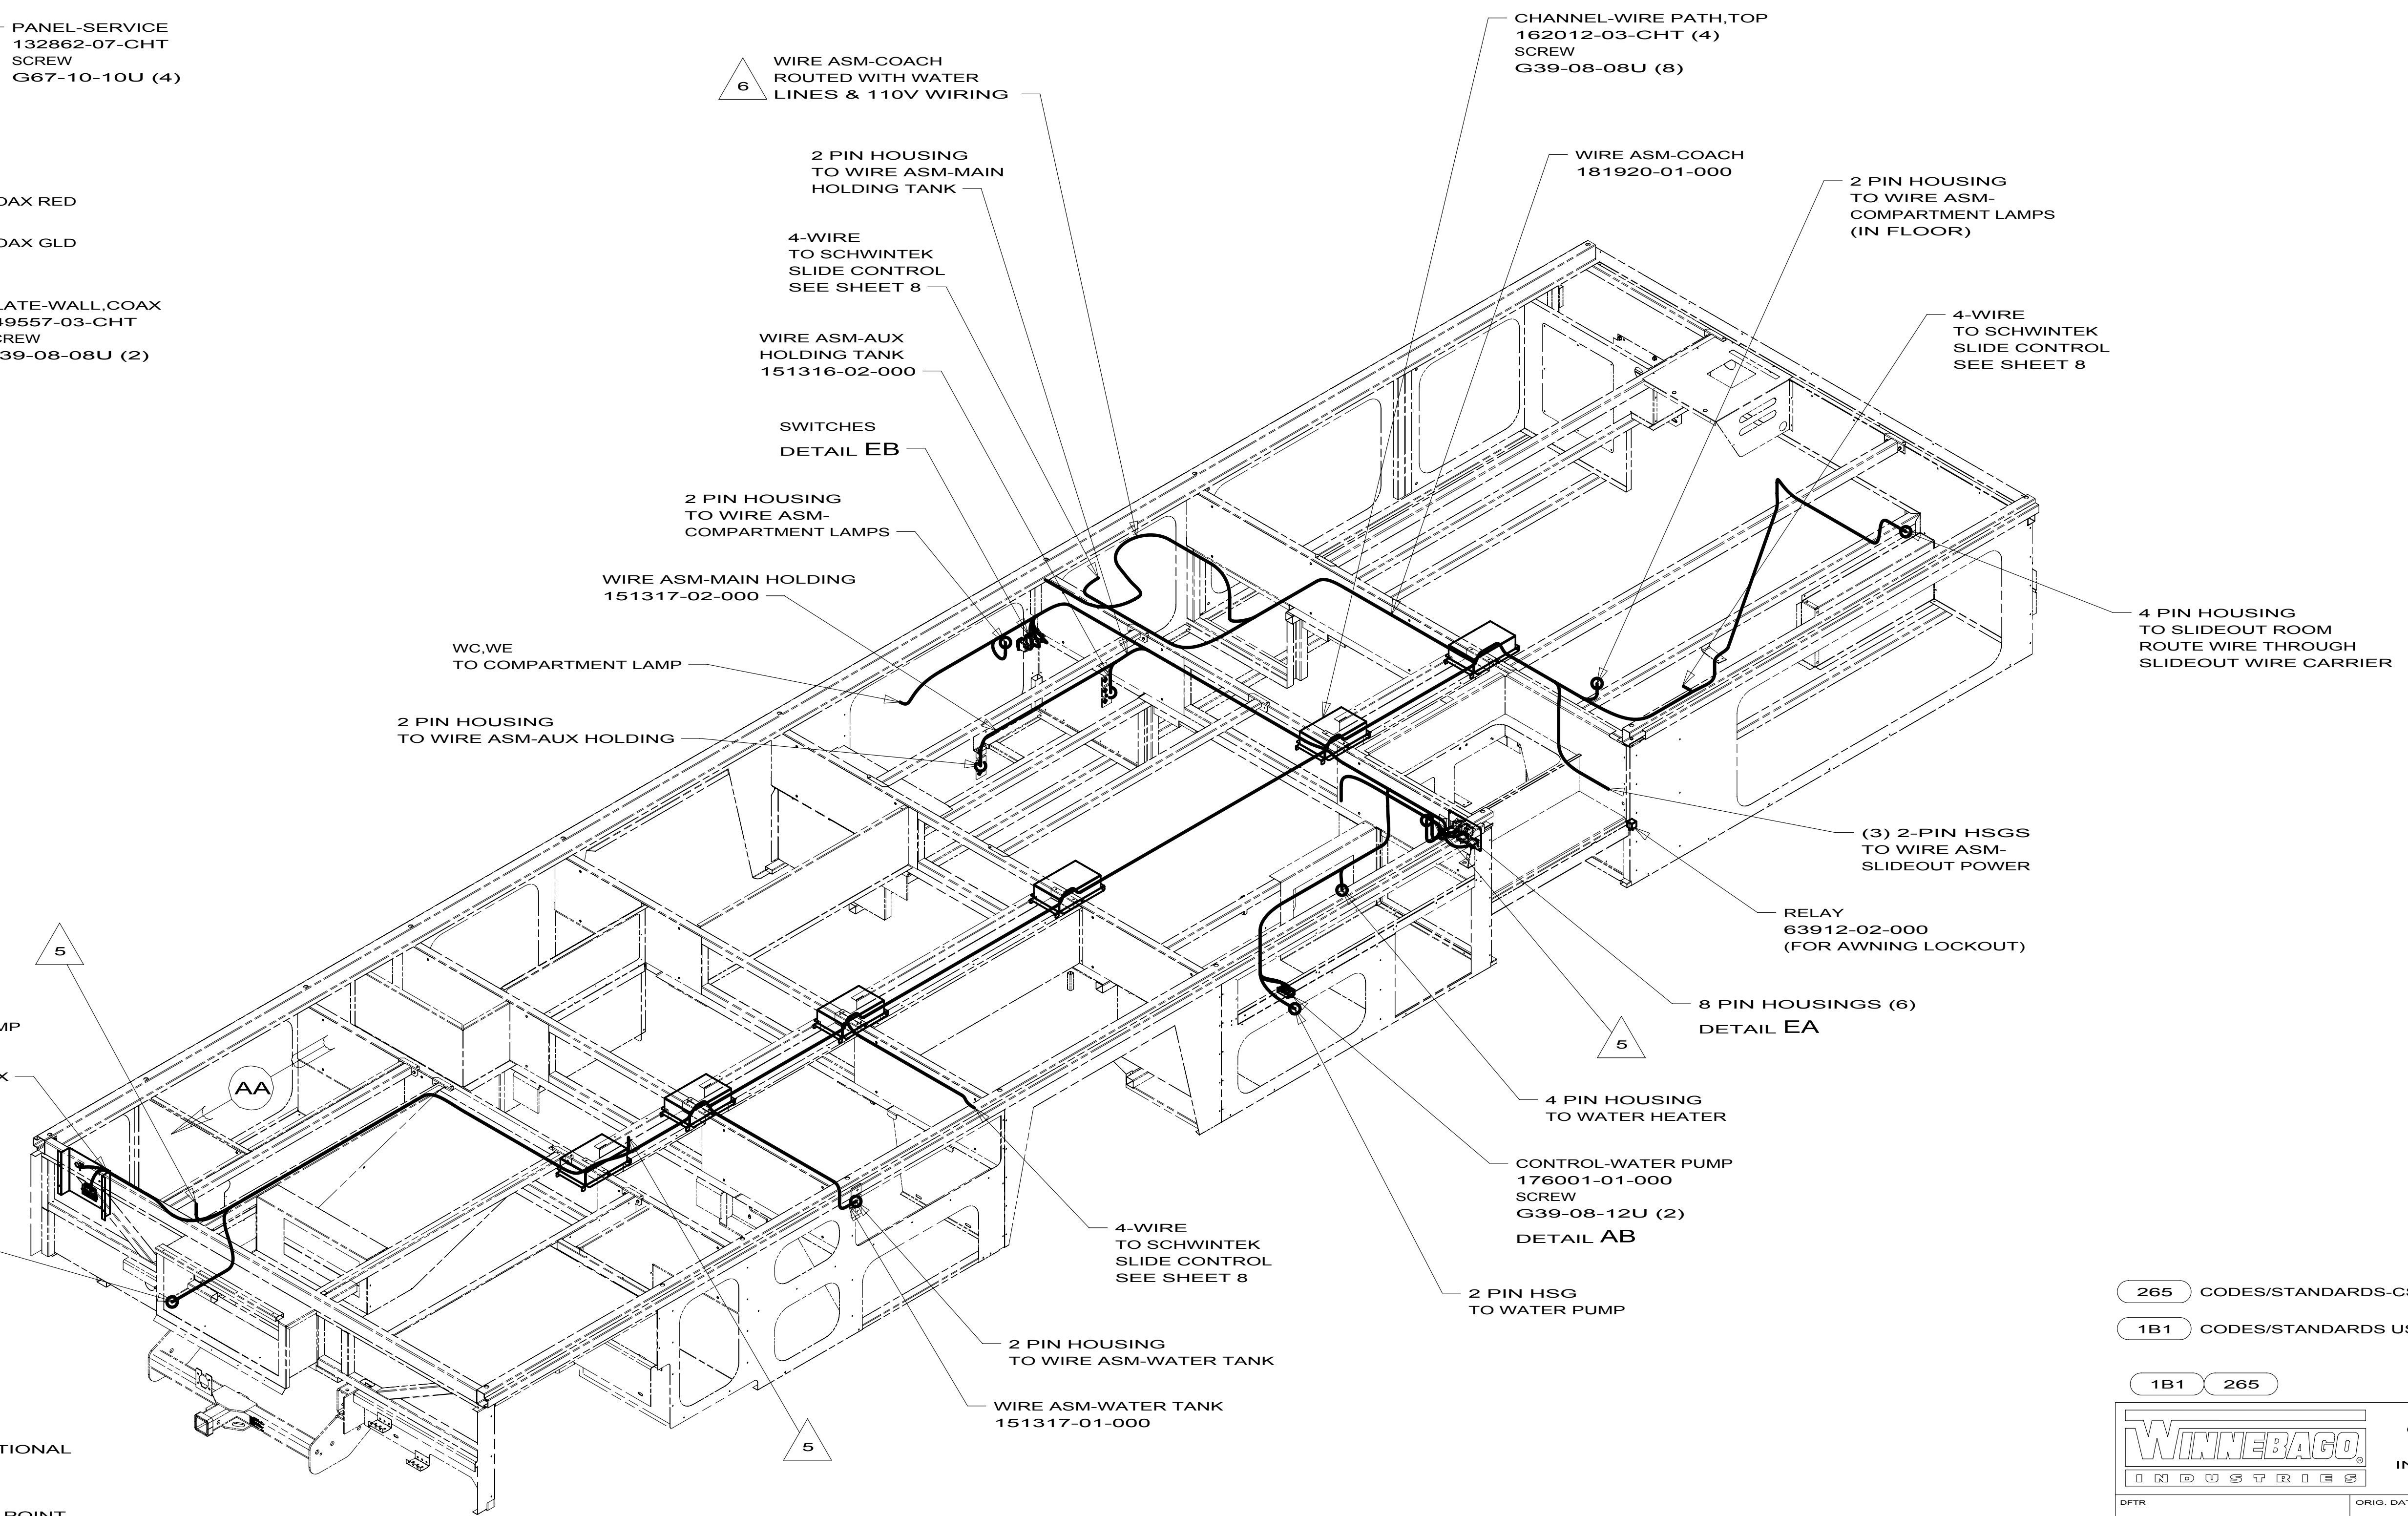 PANEL-SERVICE
132862-07-CHT
SCREW
G67-10-10U (4)
OAX RED
OAX GLD
LATE-WALL,COAX
49557-03-CHT
CREW
39-08-08U (2)
6
WIRE ASM-COACH
ROUTED WITH WATER
LINES & 110V WIRING
2 PIN HOUSING
TO WIRE ASM-MAIN
HOLDING TANK
4-WIRE
TO SCHWINTEK
SLIDE CONTROL
SEE SHEET 8
WIRE ASM-AUX
HOLDING TANK
151316-02-000
SWITCHES
DETAIL EB
2 PIN HOUSING
TO WIRE ASM-
COMPARTMENT LAMPS
WIRE ASM-MAIN HOLDING
151317-02-000
WC,WE
TO COMPARTMENT LAMP
2 PIN HOUSING
TO WIRE ASM-AUX HOLDING
CHANNEL-WIRE PATH,TOP
162012-03-CHT (4)
SCREW
G39-08-08U (8)
WIRE ASM-COACH
181920-01-000
2 PIN HOUSING
TO WIRE ASM-
COMPARTMENT LAMPS
(IN FLOOR)
4-WIRE
TO SCHWINTEK
SLIDE CONTROL
SEE SHEET 8
4 PIN HOUSING
TO SLIDEOUT ROOM
ROUTE WIRE THROUGH
SLIDEOUT WIRE CARRIER
(3) 2-PIN HSGS
TO WIRE ASM-
SLIDEOUT POWER
RELAY
63912-02-000
(FOR AWNING LOCKOUT)
8 PIN HOUSINGS (6)
DETAIL EA
5
4 PIN HOUSING
TO WATER HEATER
CONTROL-WATER PUMP
176001-01-000
SCREW
G39-08-12U (2)
DETAIL AB
2 PIN HSG
TO WATER PUMP
4-WIRE
TO SCHWINTEK
SLIDE CONTROL
SEE SHEET 8
2 PIN HOUSING
TO WIRE ASM-WATER TANK
WIRE ASM-WATER TANK
151317-01-000
5
5
MP
X
AA
TIONAL
POINT
265 CODES/STANDARDS-C
1B1 CODES/STANDARDS US
1B1 265
WINNEBAGO
INDUSTRIES
IN
DFTR
ORIG. DA